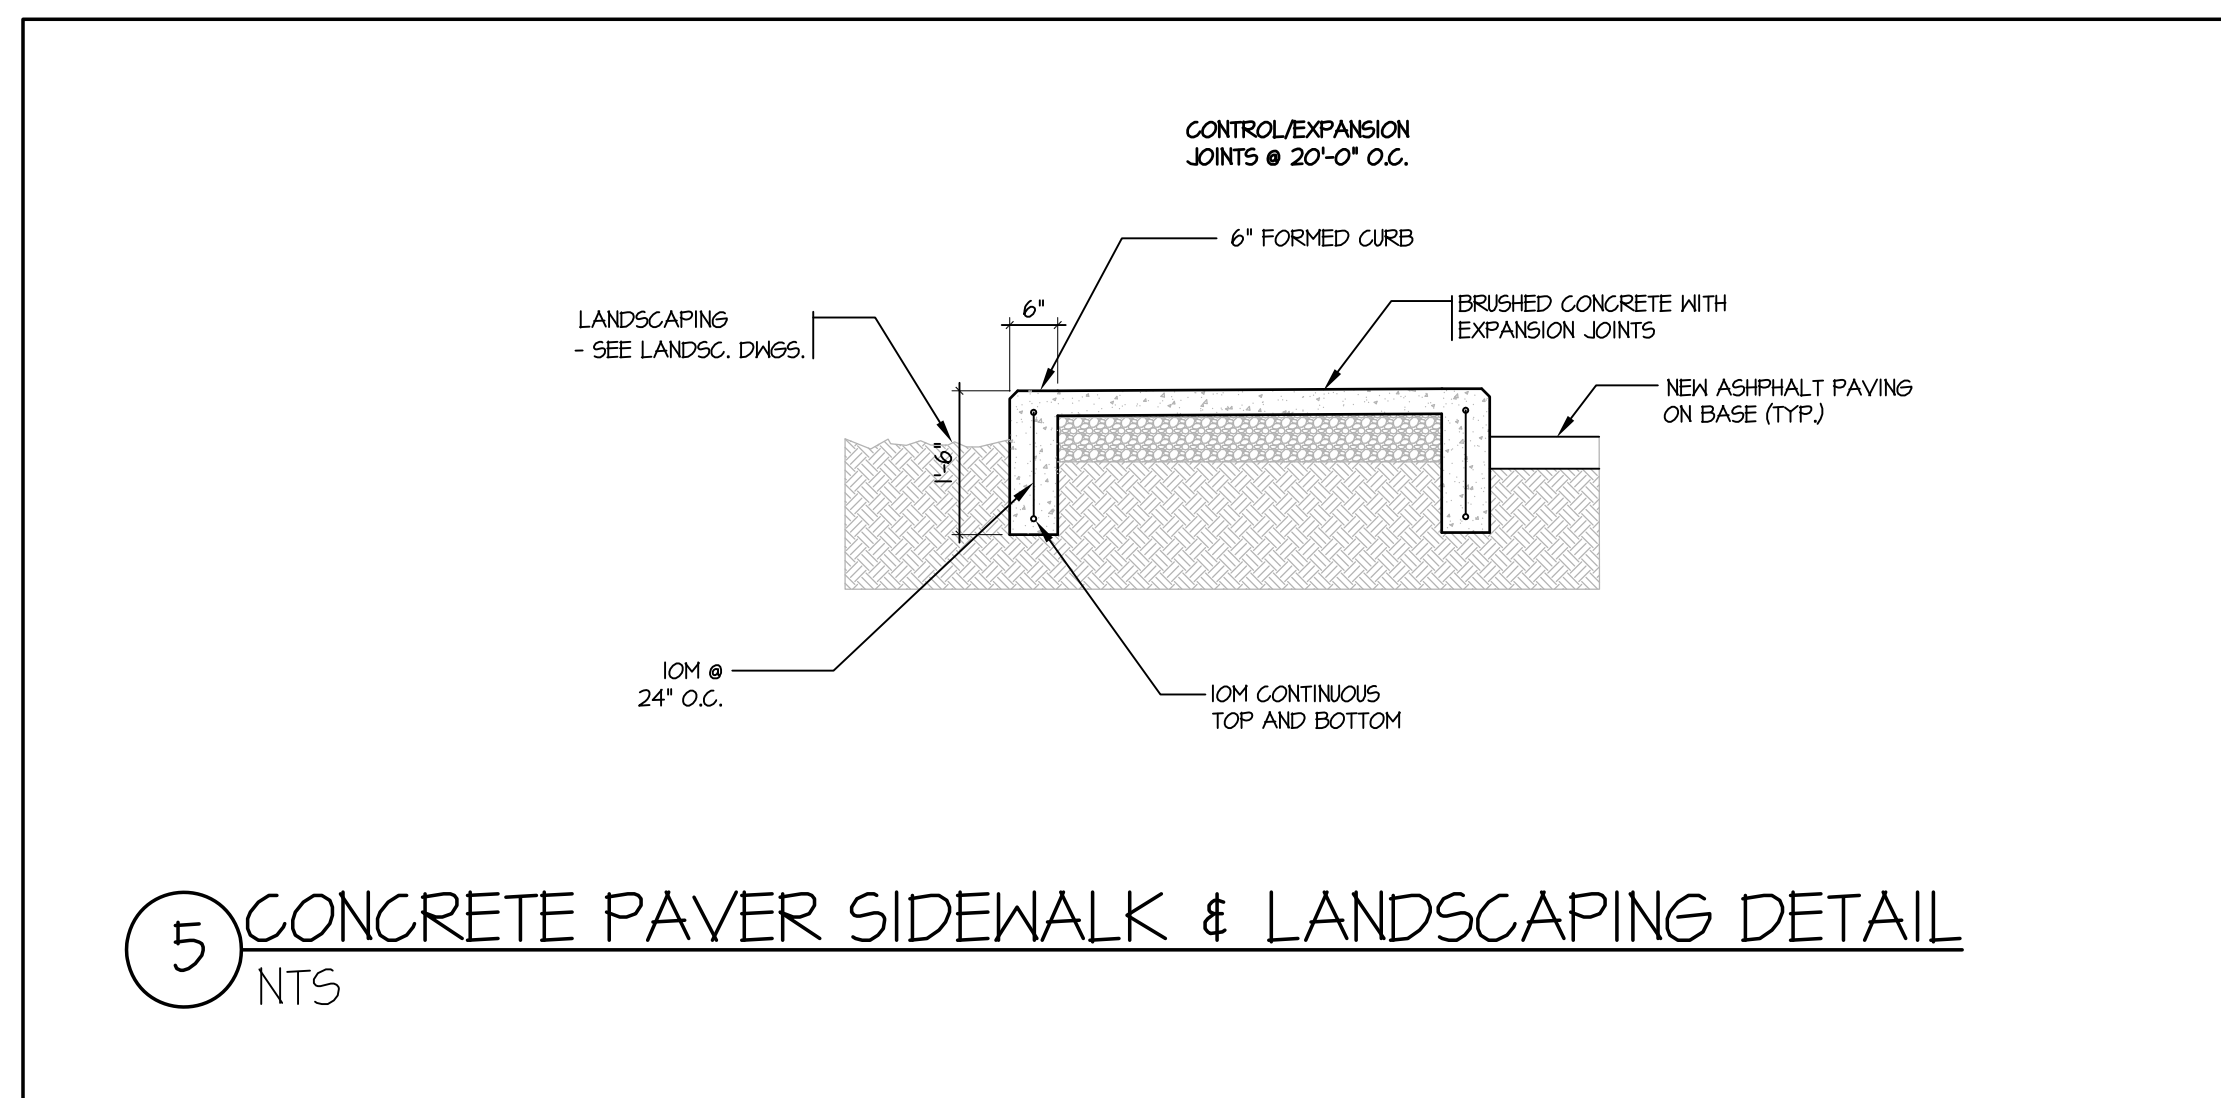 CONTROL/EXPANSION
JOINTS @ 20'-0" O.C.
6" FORMED CURB
6"
BRUSHED CONCRETE WITH
EXPANSION JOINTS
LANDSCAPING
- SEE LANDSC. DWGS.
NEW ASHPHALT PAVING
ON BASE (TYP.)
1'-6"
10M @
24" O.C.
10M CONTINUOUS
TOP AND BOTTOM
5
CONCRETE PAVER SIDEWALK & LANDSCAPING DETAIL
NTS